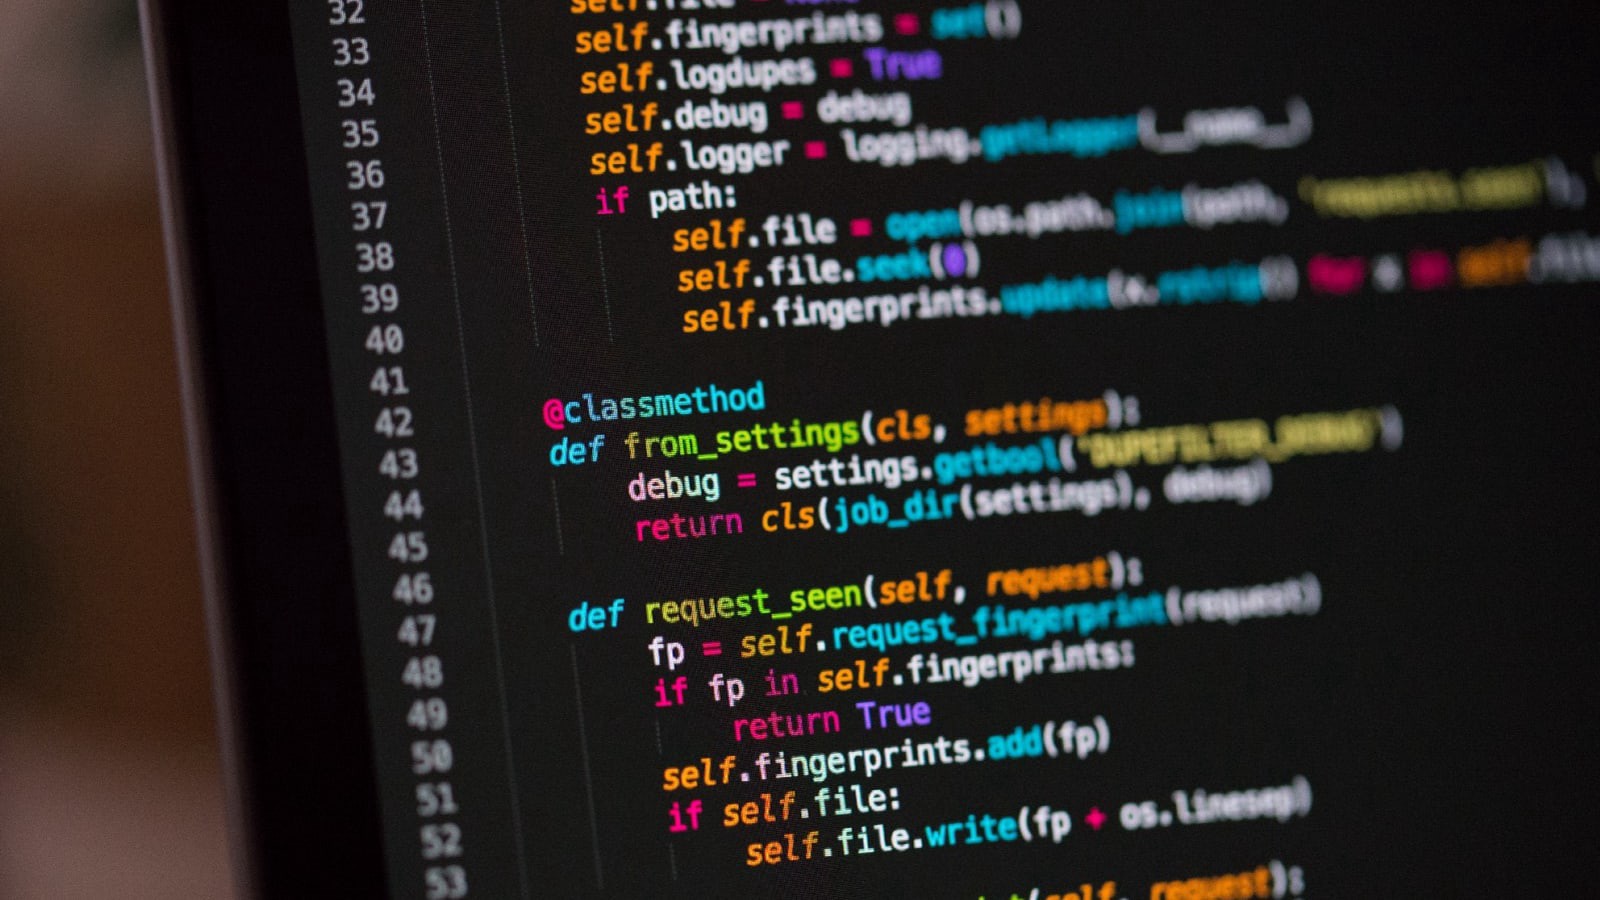 32 self.file = None
33 self.fingerprints = set()
34 self.logdupes = True
35 self.debug = debug
36 self.logger = logging.getLogger(__name__)
37 if path:
38 self.file = open(os.path.join(path, 'requests.seen'),
39 self.file.seek(0)
40 self.fingerprints.update(x.rstrip() for x in self.file
41
42 @classmethod
43 def from_settings(cls, settings):
44 debug = settings.getbool('DUPEFILTER_DEBUG')
45 return cls(job_dir(settings), debug)
46
47 def request_seen(self, request):
48 fp = self.request_fingerprint(request)
49 if fp in self.fingerprints:
50 return True
51 self.fingerprints.add(fp)
52 if self.file:
53 self.file.write(fp + os.linesep)
(self, request):